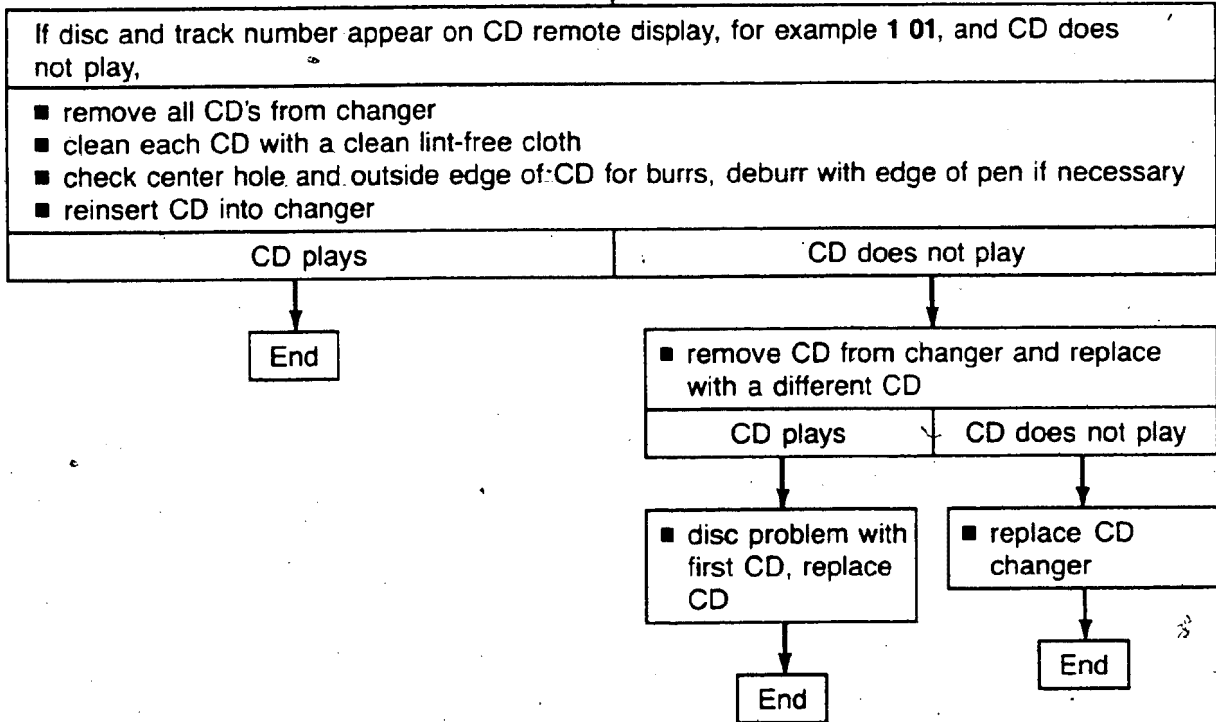 If disc and track number appear on CD remote display, for example 1 01, and CD does
not play,
■ remove all CD's from changer
■ clean each CD with a clean lint-free cloth
■ check center hole and outside edge of CD for burrs, deburr with edge of pen if necessary
■ reinsert CD into changer
CD plays
CD does not play
End
■ remove CD from changer and replace
with a different CD
CD plays
CD does not play
■ disc problem with
first CD, replace
CD
■ replace CD
changer
End
End